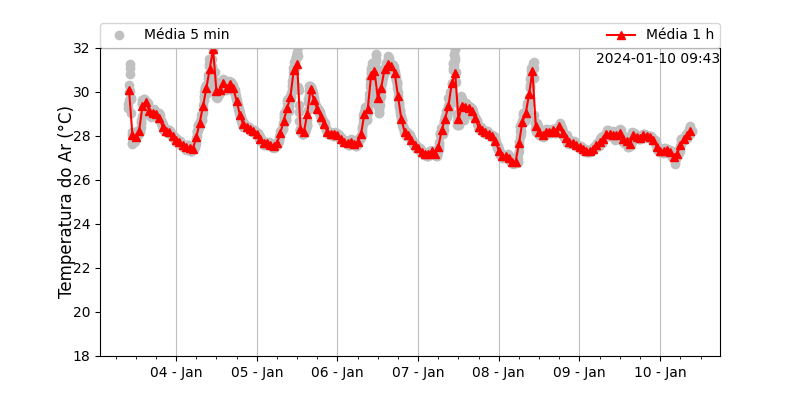 Média 5 min
Média 1 h
2024-01-10 09:43
Temperatura do Ar (°C)
32
30
28
26
24
22
20
18
04 - Jan
05 - Jan
06 - Jan
07 - Jan
08 - Jan
09 - Jan
10 - Jan